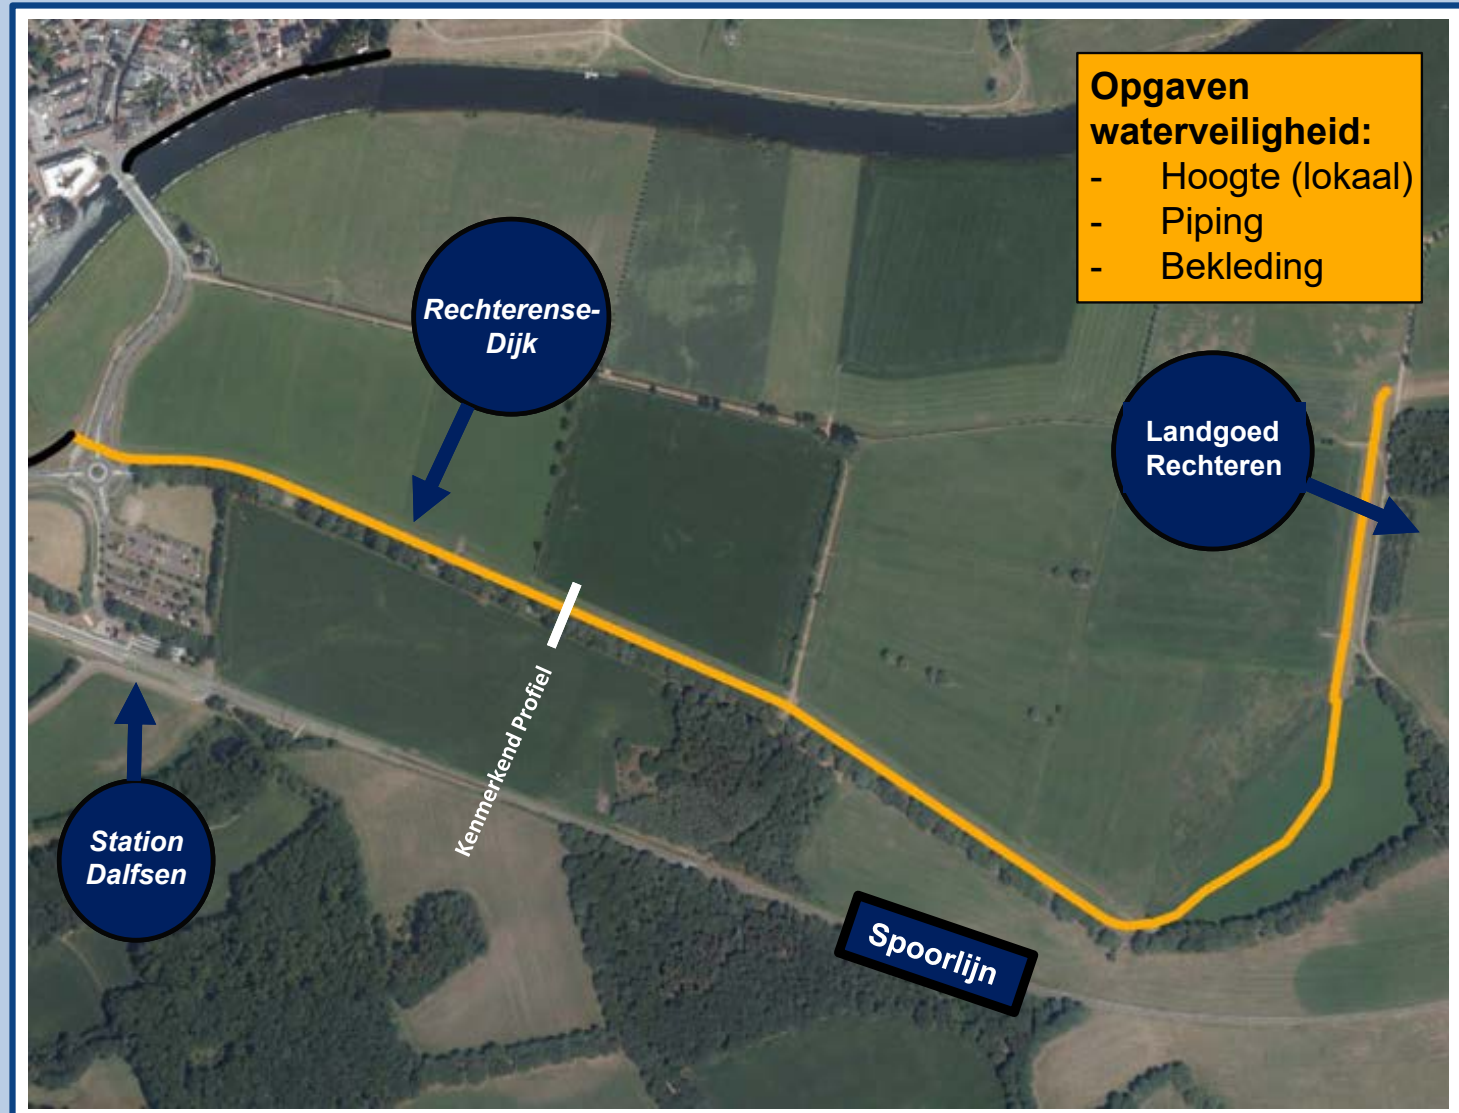 Opgaven
waterveiligheid:
- Hoogte (lokaal)
- Piping
- Bekleding
Rechterense-
Dijk
Landgoed
Rechteren
Kenmerkend Profiel
Station
Dalfsen
Spoorlijn